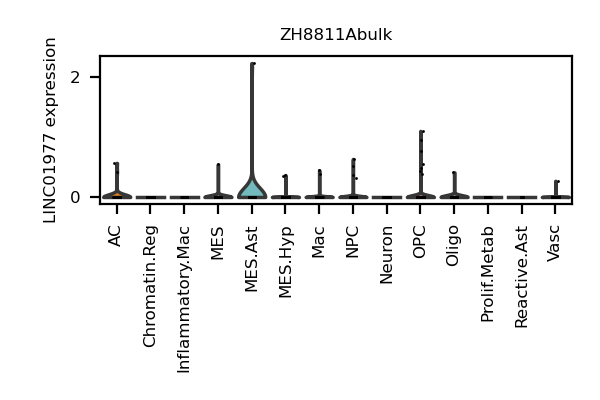 ZH8811Abulk
LINC01977 expression
2
0
AC
Chromatin.Reg
Inflammatory.Mac
MES
MES.Ast
MES.Hyp
Mac
NPC
Neuron
OPC
Oligo
Prolif.Metab
Reactive.Ast
Vasc